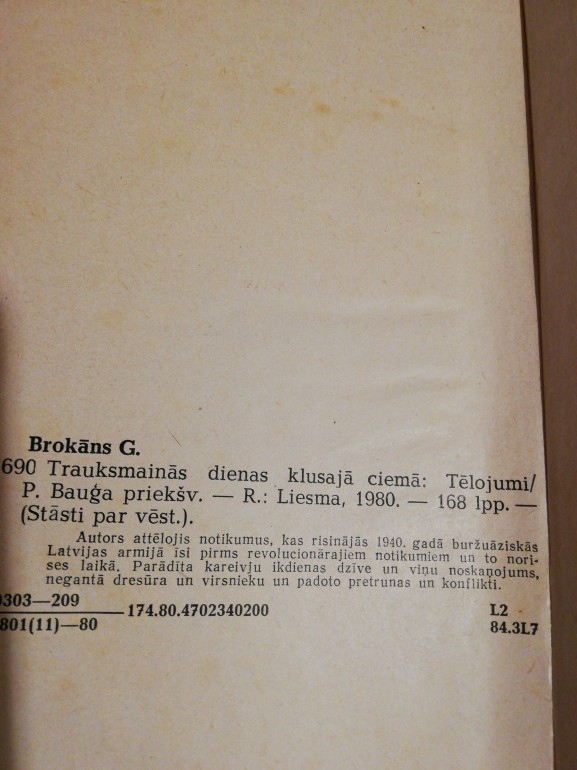 Brokāns G.
690 Trauksmainās dienas klusajā ciemā: Tēlojumi/
P. Bauģa priekšv. — R.: Liesma, 1980. — 168 lpp. —
(Stāsti par vēst.).
Autors attēlojis notikumus, kas risinājās 1940. gadā buržuāziskās
Latvijas armijā īsi pirms revolucionārajiem notikumiem un to nori-
ses laikā. Parādīta kareivju ikdienas dzīve un viņu noskaņojums,
negantā dresūra un virsnieku un padoto pretrunas un konflikti.
0303—209
801(11)—80
174.80.4702340200
L2
84.3L7